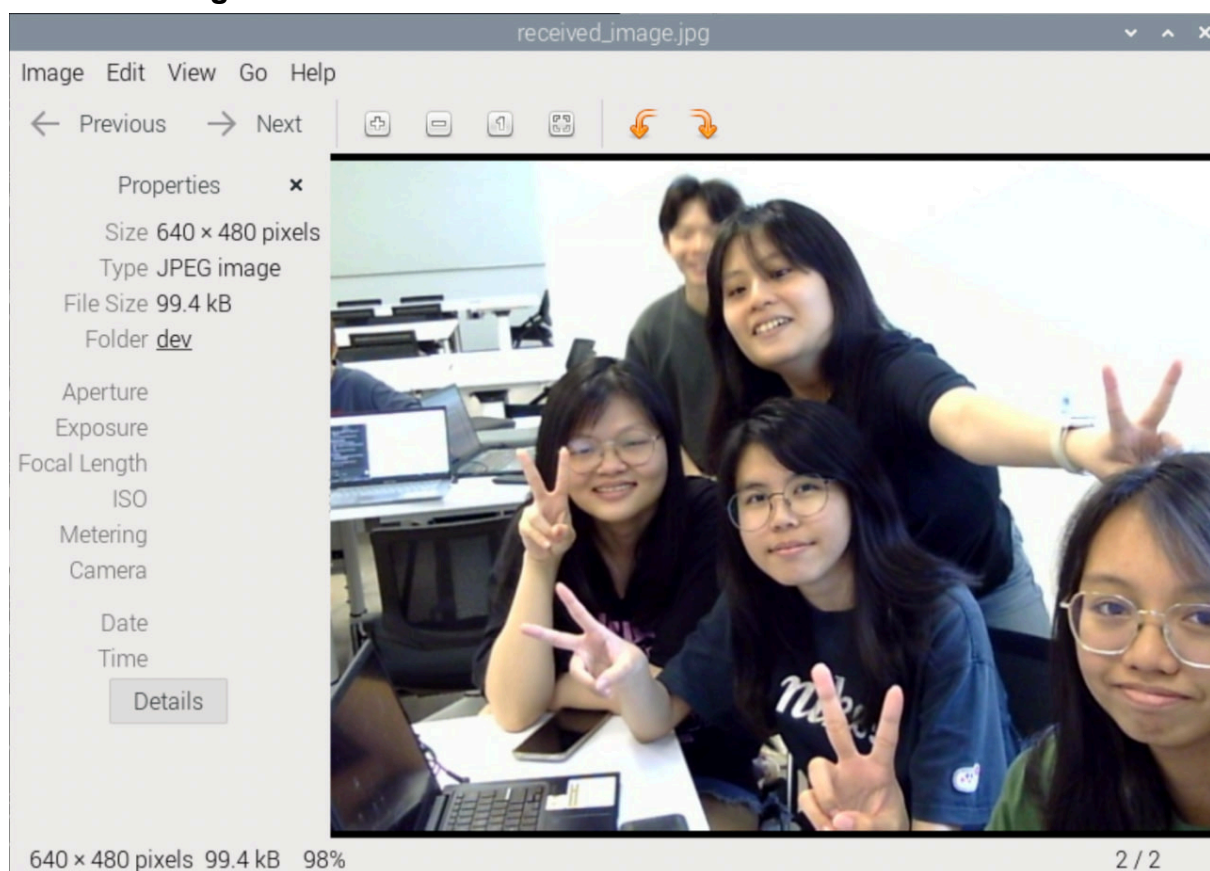 received_image.jpg
Image Edit View Go Help
Previous Next
Properties
Size 640 × 480 pixels
Type JPEG image
File Size 99.4 kB
Folder dev
Aperture
Exposure
Focal Length
ISO
Metering
Camera
Date
Time
Details
640 × 480 pixels 99.4 kB 98% 2 / 2